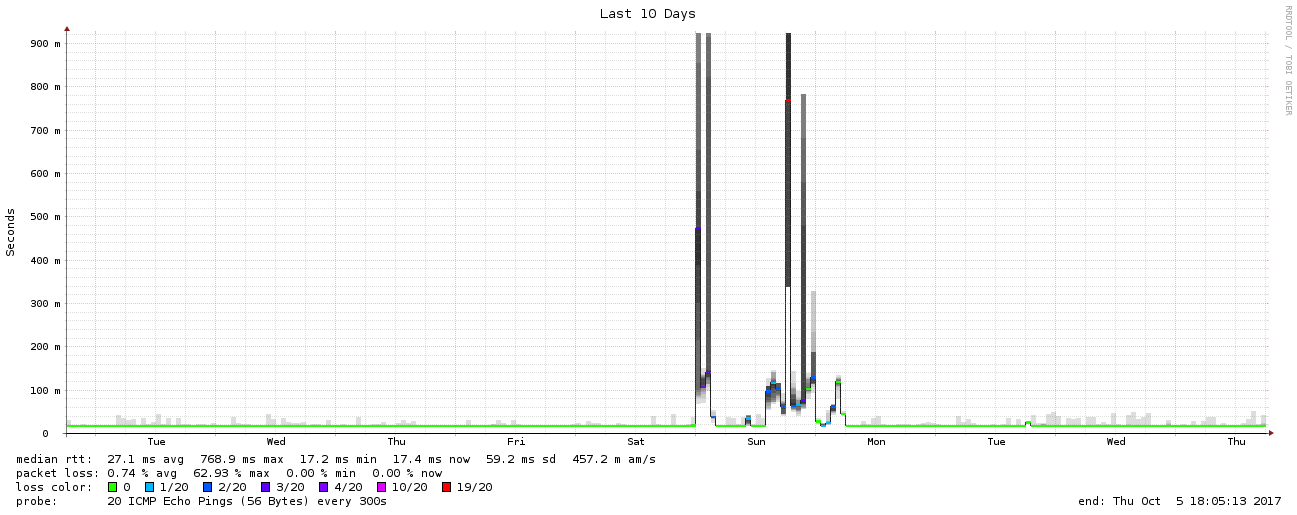 Last 10 Days
RRDTOOL / TOBI OETIKER
Seconds
900 m
800 m
700 m
600 m
500 m
400 m
300 m
200 m
100 m
0
Tue Wed Thu Fri Sat Sun Mon Tue Wed Thu
median rtt: 27.1 ms avg 768.9 ms max 17.2 ms min 17.4 ms now 59.2 ms sd 457.2 m am/s
packet loss: 0.74 % avg 62.93 % max 0.00 % min 0.00 % now
loss color: 0 1/20 2/20 3/20 4/20 10/20 19/20
probe: 20 ICMP Echo Pings (56 Bytes) every 300s end: Thu Oct 5 18:05:13 2017